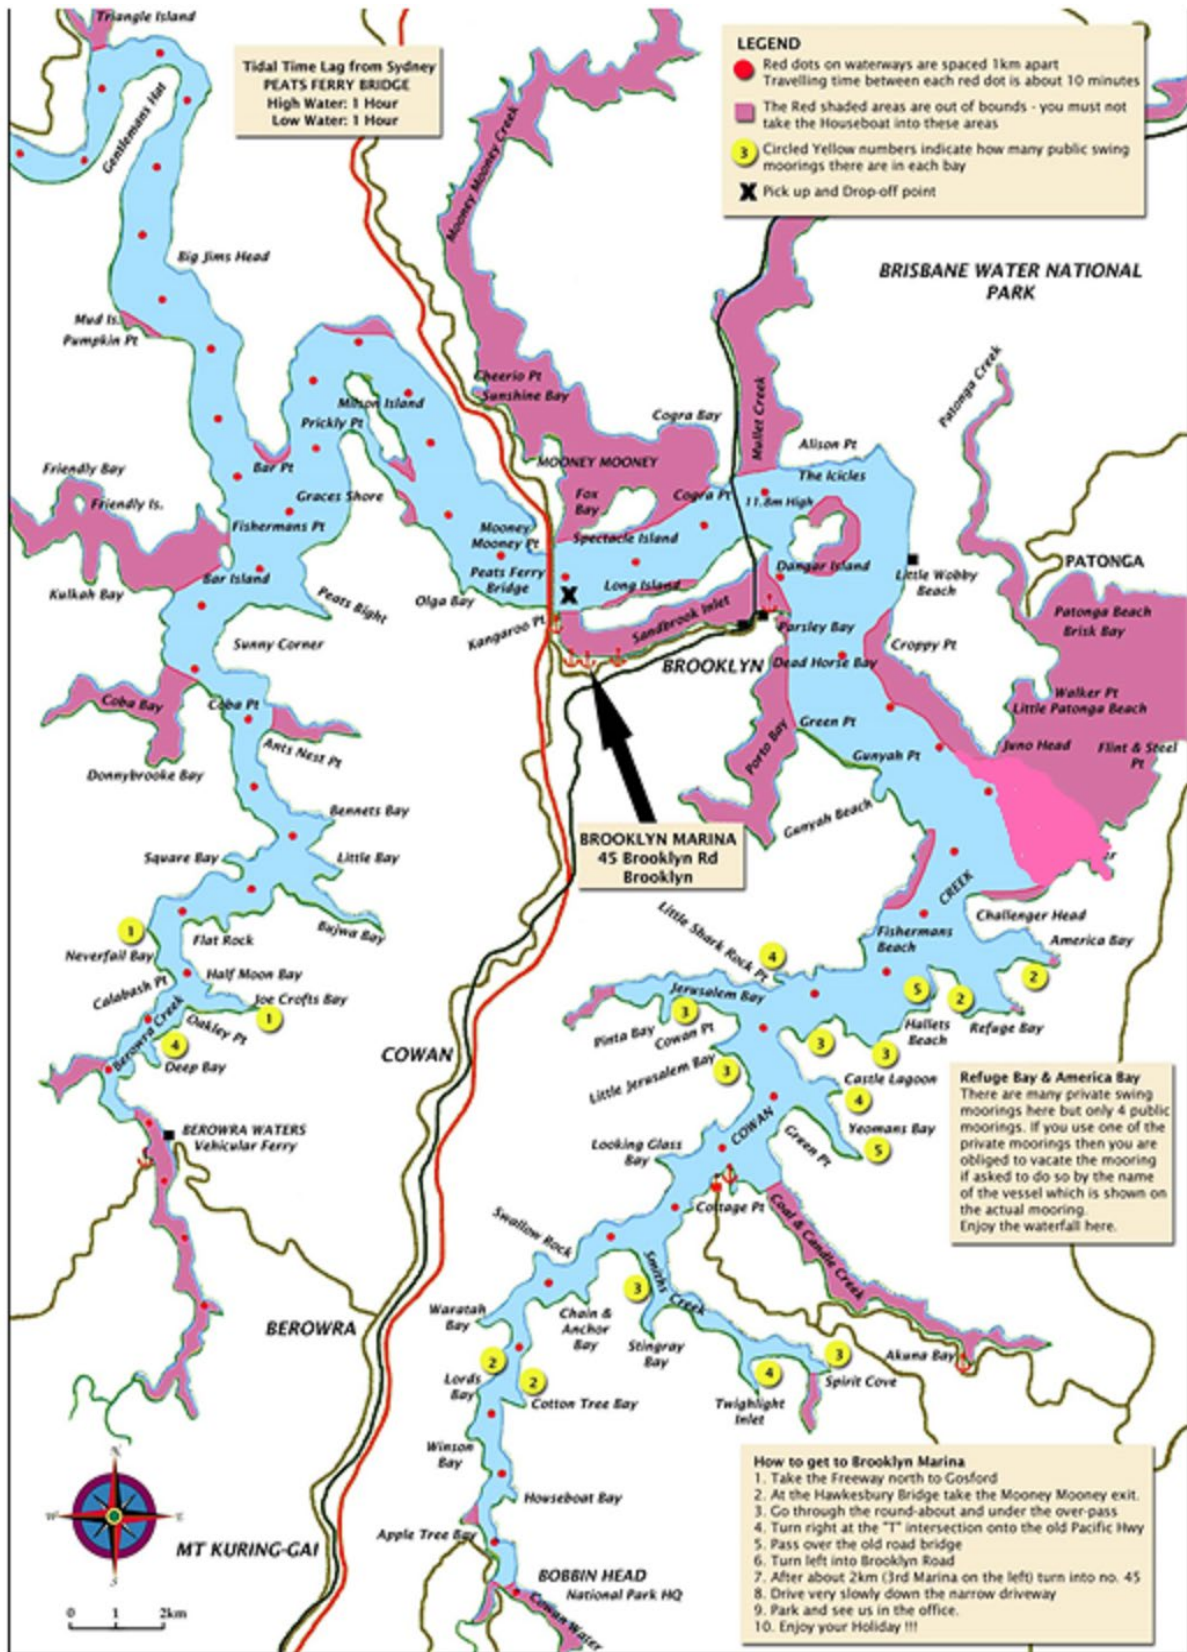 Triangle Island
Tidal Time Lag from Sydney
PEATS FERRY BRIDGE
High Water: 1 Hour
Low Water: 1 Hour
LEGEND
Red dots on waterways are spaced 1km apart
Travelling time between each red dot is about 10 minutes
The Red shaded areas are out of bounds - you must not
take the Houseboat into these areas
3
Circled Yellow numbers indicate how many public swing
moorings there are in each bay
X Pick up and Drop-off point
Gentlemans Hat
Mooney Mooney Creek
Big Jims Head
BRISBANE WATER NATIONAL
PARK
Mud Is.
Pumpkin Pt
Cheerio Pt
Sunshine Bay
Milson Island
Prickly Pt
Cogra Bay
Mullet Creek
Patonga Creek
Alison Pt
The Icicles
11.8m High
Friendly Bay
Friendly Is.
Bar Pt
Graces Shore
Fishermans Pt
MOONEY MOONEY
Fox
Bay
Cogra Pt
Mooney
Mooney Pt
Spectacle Island
Kulkah Bay
Bar Island
Peats Bight
Peats Ferry
Bridge
Olga Bay
X
Long Island
Dangar Island
Little Wobby
Beach
PATONGA
Patonga Beach
Brisk Bay
Kangaroo Pt
Sandbrook Inlet
Parsley Bay
Croppy Pt
Sunny Corner
BROOKLYN
Dead Horse Bay
Walker Pt
Little Patonga Beach
Coba Bay
Coba Pt
Ants Nest Pt
Donnybrooke Bay
Porto Bay
Green Pt
Gunyah Pt
Juno Head
Flint & Steel
Pt
Bennets Bay
Gunyah Beach
BROOKLYN MARINA
45 Brooklyn Rd
Brooklyn
Square Bay
Little Bay
CREEK
Challenger Head
Bujwa Bay
Flat Rock
1
Neverfail Bay
Little Shark Rock Pt
4
Fishermans
Beach
America Bay
2
Calabash Pt
Half Moon Bay
Joe Crofts Bay
1
Jerusalem Bay
5
2
Refuge Bay
Hallets
Beach
Berowra Creek
Oakley Pt
4
Deep Bay
Pinta Bay
3
Cowan Pt
3
3
Castle Lagoon
COWAN
Little Jerusalem Bay
3
4
Yeomans Bay
5
Refuge Bay & America Bay
There are many private swing
moorings here but only 4 public
moorings. If you use one of the
private moorings then you are
obliged to vacate the mooring
if asked to do so by the name
of the vessel which is shown on
the actual mooring.
Enjoy the waterfall here.
BEROWRA WATERS
Vehicular Ferry
COWAN
Green Pt
Looking Glass
Bay
Cottage Pt
Coal & Candle Creek
Swallow Rock
Smiths Creek
3
Waratah
Bay
Chain &
Anchor
Bay
Stingray
Bay
BEROWRA
2
Lords
Bay
2
Cotton Tree Bay
4
Twighlight
Inlet
3
Spirit Cove
Akuna Bay
Winson
Bay
Houseboat Bay
Apple Tree Bay
N
W
E
S
MT KURING-GAI
BOBBIN HEAD
National Park HQ
Cowan Water
0 1 2km
How to get to Brooklyn Marina
1. Take the Freeway north to Gosford
2. At the Hawkesbury Bridge take the Mooney Mooney exit.
3. Go through the round-about and under the over-pass
4. Turn right at the "T" intersection onto the old Pacific Hwy
5. Pass over the old road bridge
6. Turn left into Brooklyn Road
7. After about 2km (3rd Marina on the left) turn into no. 45
8. Drive very slowly down the narrow driveway
9. Park and see us in the office.
10. Enjoy your Holiday !!!